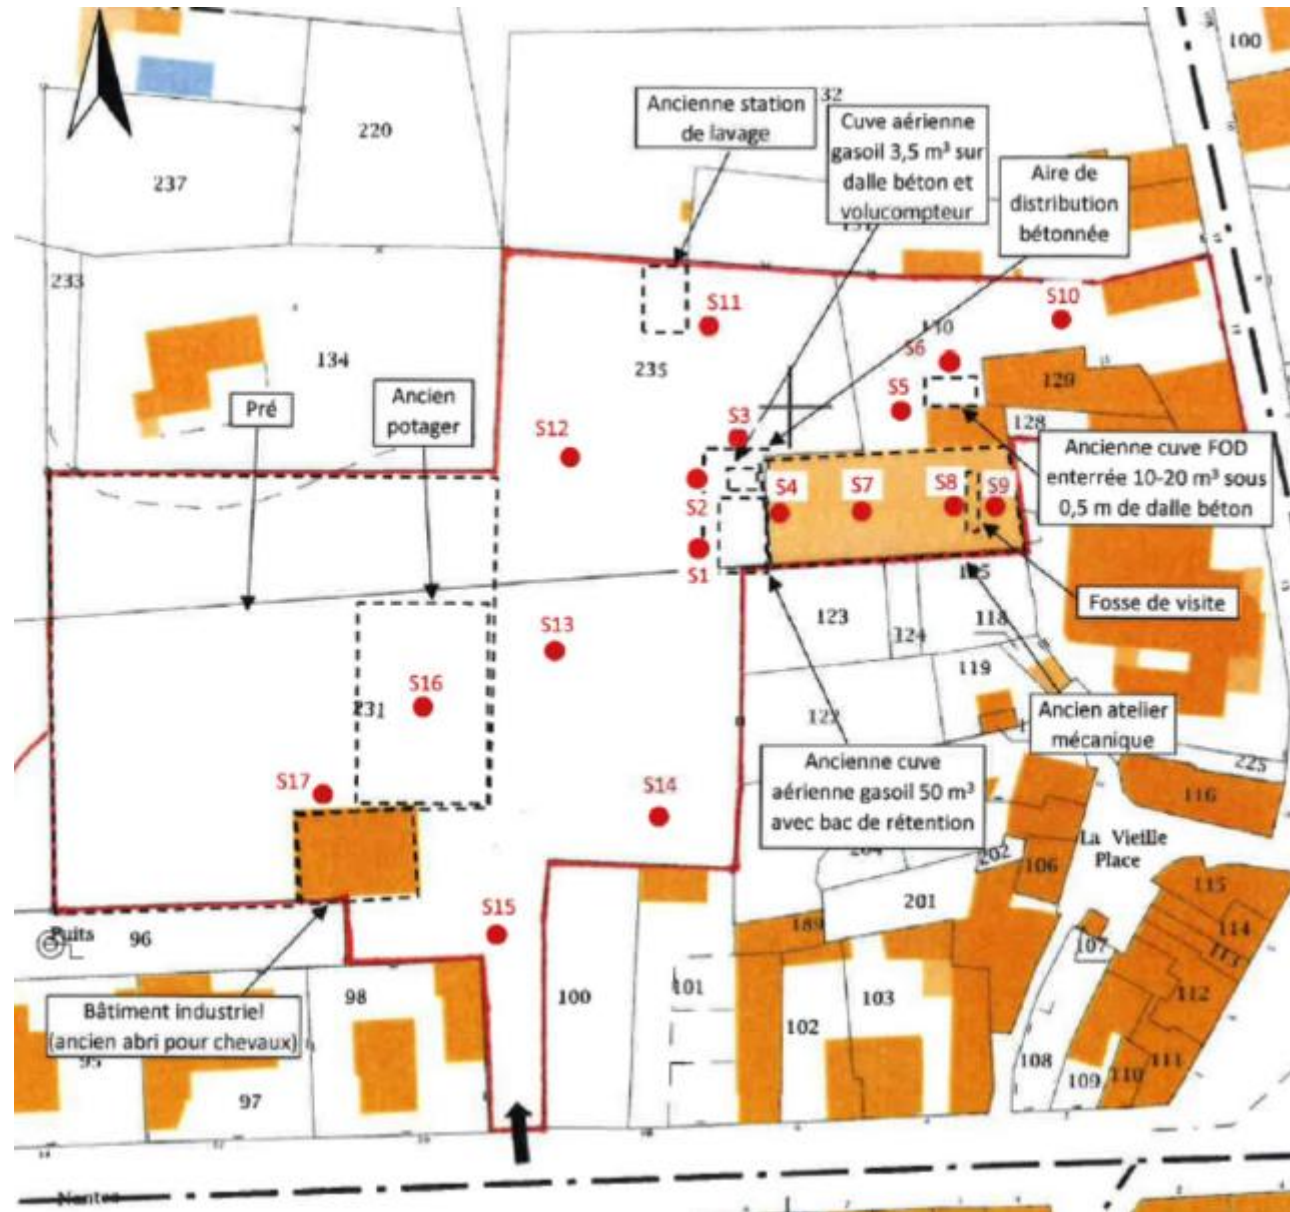 100
Ancienne station
de lavage
32
Cuve aérienne
gasoil 3,5 m³ sur
dalle béton et
volucompteur
220
237
Aire de
distribution
bétonnée
233
S11
S10
130
S6
134
235
129
Ancien
potager
Pré
S5
S12
S3
128
Ancienne cuve FOD
enterrée 10-20 m³ sous
0,5 m de dalle béton
S4
S7
S8
S9
S2
S1
Fosse de visite
123
124
118
S13
119
S16
231
122
Ancien atelier
mécanique
S17
S14
Ancienne cuve
aérienne gasoil 50 m³
avec bac de rétention
225
116
La Vieille
Place
204
202
106
115
201
114
S15
189
113
Puits
96
107
Bâtiment industriel
(ancien abri pour chevaux)
98
100
101
103
112
102
95
108
111
109
110
97
Nantes